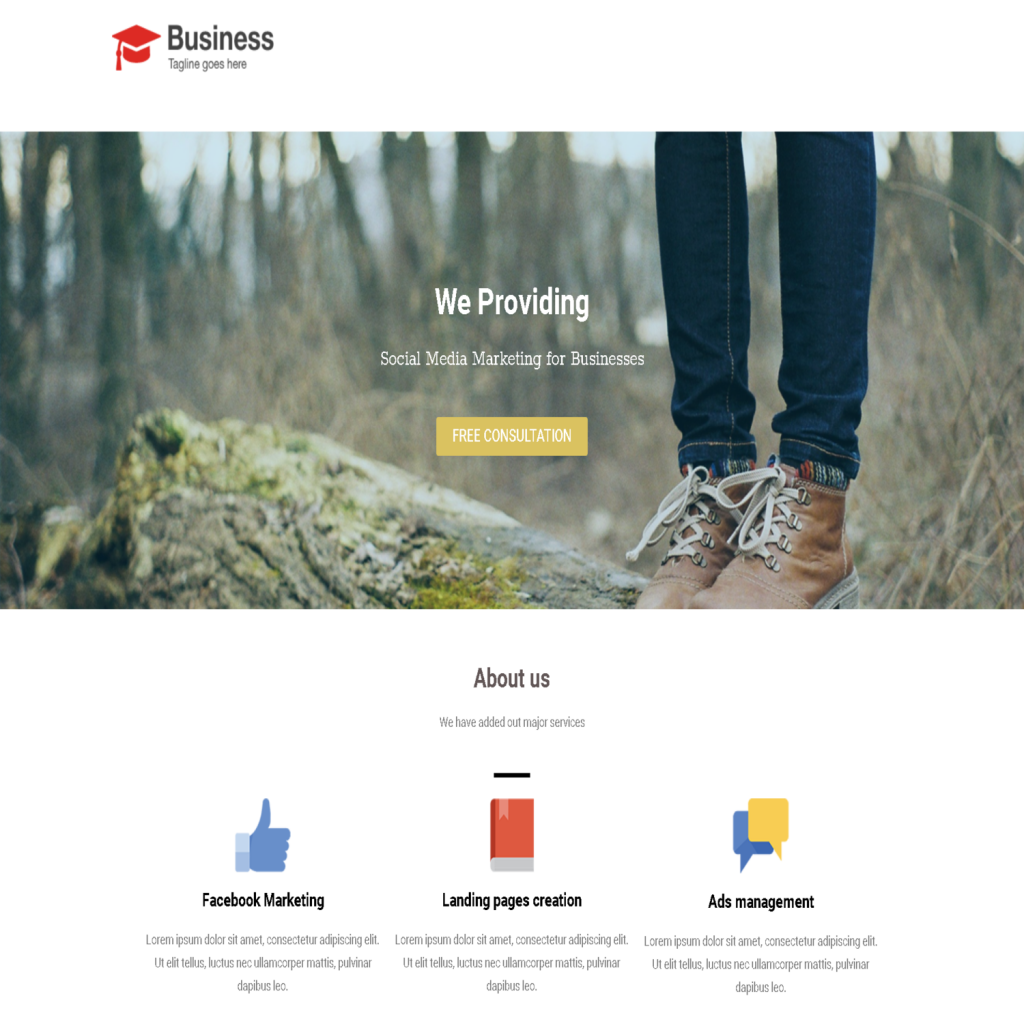 Business
Tagline goes here
We Providing
Social Media Marketing for Businesses
FREE CONSULTATION
About us
We have added out major services
Facebook Marketing
Lorem ipsum dolor sit amet, consectetur adipiscing elit.
Ut elit tellus, luctus nec ullamcorper mattis, pulvinar
dapibus leo.
Landing pages creation
Lorem ipsum dolor sit amet, consectetur adipiscing elit.
Ut elit tellus, luctus nec ullamcorper mattis, pulvinar
dapibus leo.
Ads management
Lorem ipsum dolor sit amet, consectetur adipiscing elit.
Ut elit tellus, luctus nec ullamcorper mattis, pulvinar
dapibus leo.